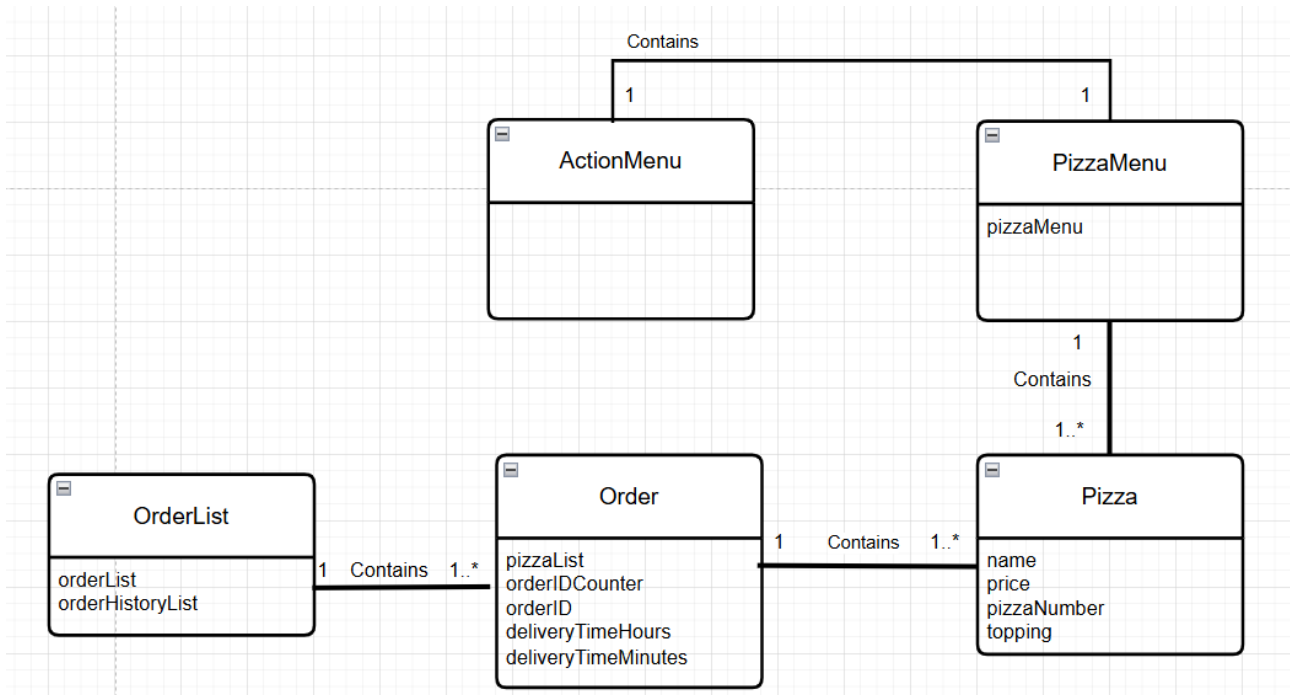 Contains
1
1
ActionMenu
PizzaMenu
pizzaMenu
1
Contains
1..*
OrderList
orderList
orderHistoryList
1 Contains 1..*
Order
pizzaList
orderIDCounter
orderID
deliveryTimeHours
deliveryTimeMinutes
1 Contains 1..*
Pizza
name
price
pizzaNumber
topping